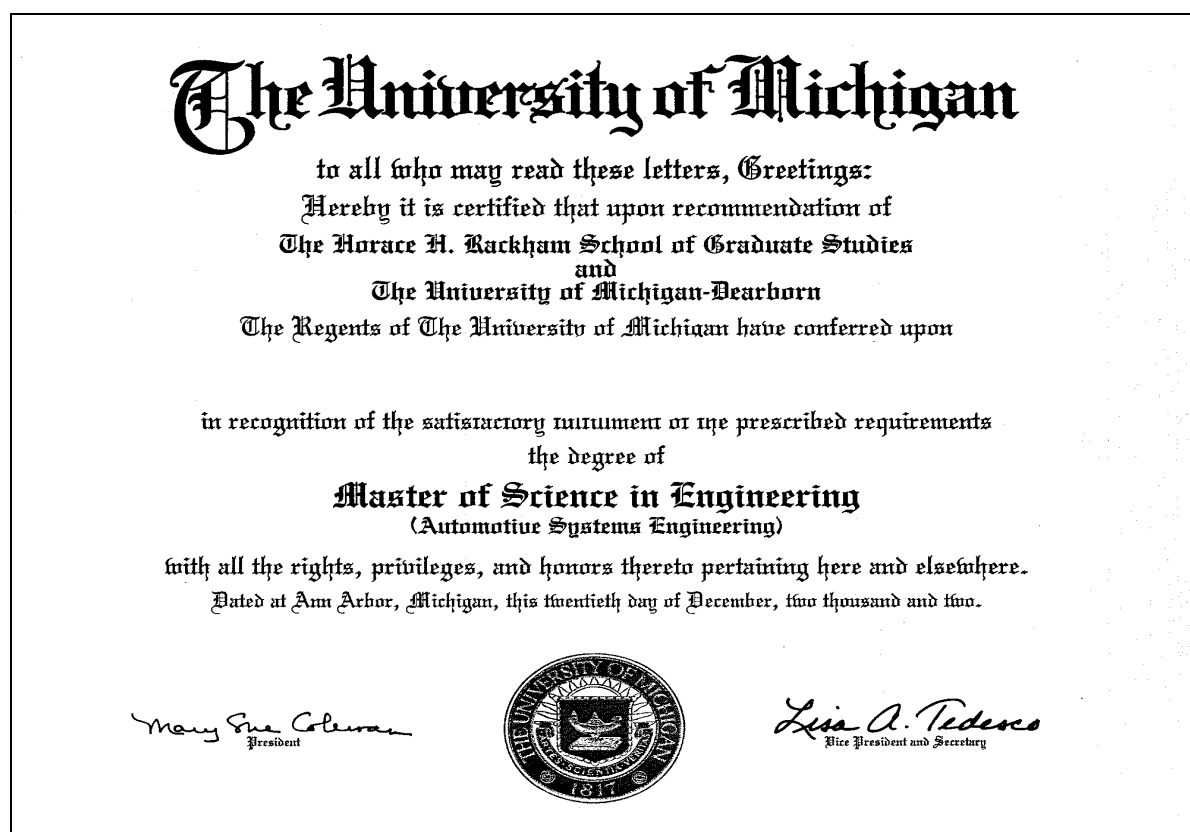 The University of Michigan
to all who may read these letters, Greetings:
Hereby it is certified that upon recommendation of
The Horace H. Rackham School of Graduate Studies
and
The University of Michigan-Dearborn
The Regents of The University of Michigan have conferred upon
in recognition of the satisfactory fulfillment of the prescribed requirements
the degree of
Master of Science in Engineering
(Automotive Systems Engineering)
with all the rights, privileges, and honors thereto pertaining here and elsewhere.
Dated at Ann Arbor, Michigan, this twentieth day of December, two thousand and two.
Mary Sue Coleman
President
THE UNIVERSITY OF MICHIGAN
ARTES·SCIENTIA·VERITAS
1817
Lisa A. Tedesco
Vice President and Secretary